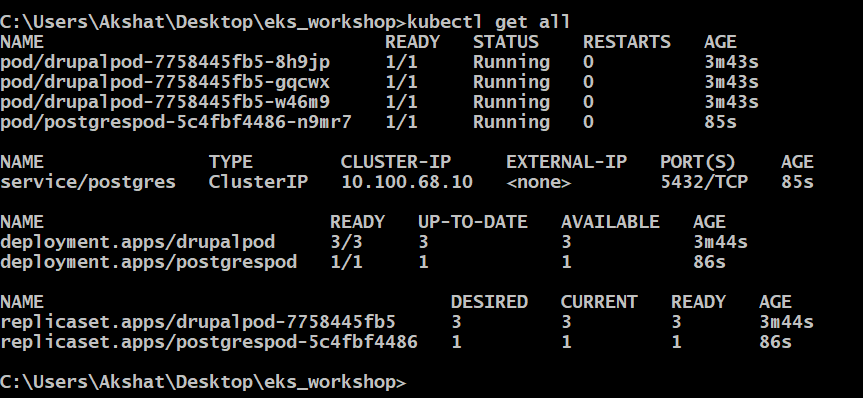 C:\Users\Akshat\Desktop\eks_workshop>kubectl get all
NAME READY STATUS RESTARTS AGE
pod/drupalpod-7758445fb5-8h9jp 1/1 Running 0 3m43s
pod/drupalpod-7758445fb5-gqcwx 1/1 Running 0 3m43s
pod/drupalpod-7758445fb5-w46m9 1/1 Running 0 3m43s
pod/postgrespod-5c4fbf4486-n9mr7 1/1 Running 0 85s
NAME TYPE CLUSTER-IP EXTERNAL-IP PORT(S) AGE
service/postgres ClusterIP 10.100.68.10 <none> 5432/TCP 85s
NAME READY UP-TO-DATE AVAILABLE AGE
deployment.apps/drupalpod 3/3 3 3 3m44s
deployment.apps/postgrespod 1/1 1 1 86s
NAME DESIRED CURRENT READY AGE
replicaset.apps/drupalpod-7758445fb5 3 3 3 3m44s
replicaset.apps/postgrespod-5c4fbf4486 1 1 1 86s
C:\Users\Akshat\Desktop\eks_workshop>